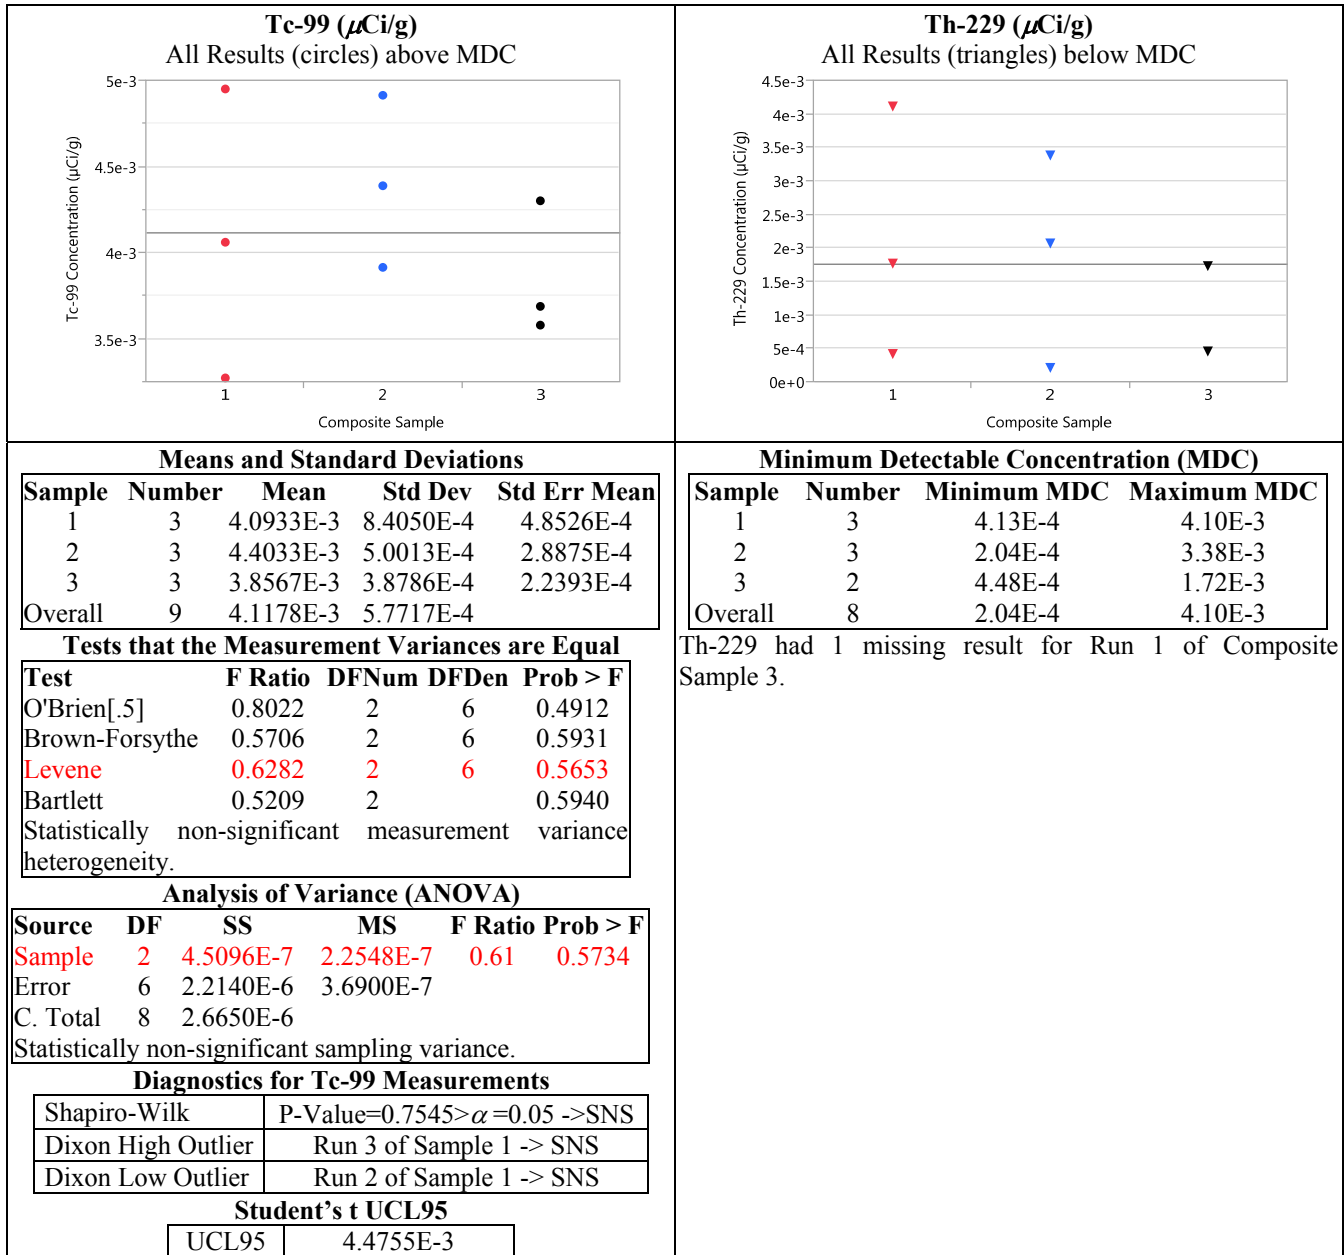 Tc-99 (μCi/g)
All Results (circles) above MDC
5e-3
4.5e-3
4e-3
3.5e-3
Tc-99 Concentration (μCi/g)
1 2 3
Composite Sample
Th-229 (μCi/g)
All Results (triangles) below MDC
4.5e-3
4e-3
3.5e-3
3e-3
2.5e-3
2e-3
1.5e-3
1e-3
5e-4
0e+0
Th-229 Concentration (μCi/g)
1 2 3
Composite Sample
Means and Standard Deviations
Sample Number Mean Std Dev Std Err Mean
1 3 4.0933E-3 8.4050E-4 4.8526E-4
2 3 4.4033E-3 5.0013E-4 2.8875E-4
3 3 3.8567E-3 3.8786E-4 2.2393E-4
Overall 9 4.1178E-3 5.7717E-4
Tests that the Measurement Variances are Equal
Test F Ratio DFNum DFDen Prob > F
O'Brien[.5] 0.8022 2 6 0.4912
Brown-Forsythe 0.5706 2 6 0.5931
Levene 0.6282 2 6 0.5653
Bartlett 0.5209 2 0.5940
Statistically non-significant measurement variance
heterogeneity.
Analysis of Variance (ANOVA)
Source DF SS MS F Ratio Prob > F
Sample 2 4.5096E-7 2.2548E-7 0.61 0.5734
Error 6 2.2140E-6 3.6900E-7
C. Total 8 2.6650E-6
Statistically non-significant sampling variance.
Diagnostics for Tc-99 Measurements
Shapiro-Wilk P-Value=0.7545>α=0.05 ->SNS
Dixon High Outlier Run 3 of Sample 1 -> SNS
Dixon Low Outlier Run 2 of Sample 1 -> SNS
Student's t UCL95
UCL95 4.4755E-3
Minimum Detectable Concentration (MDC)
Sample Number Minimum MDC Maximum MDC
1 3 4.13E-4 4.10E-3
2 3 2.04E-4 3.38E-3
3 2 4.48E-4 1.72E-3
Overall 8 2.04E-4 4.10E-3
Th-229 had 1 missing result for Run 1 of Composite
Sample 3.